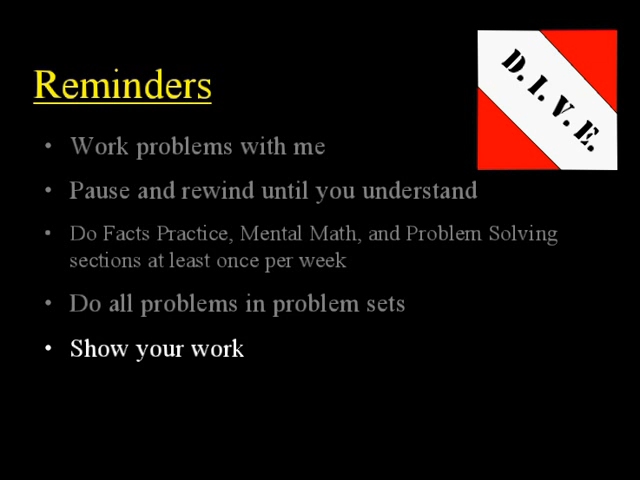 D. I. V. E.
Reminders
• Work problems with me
• Pause and rewind until you understand
• Do Facts Practice, Mental Math, and Problem Solving
sections at least once per week
• Do all problems in problem sets
• Show your work